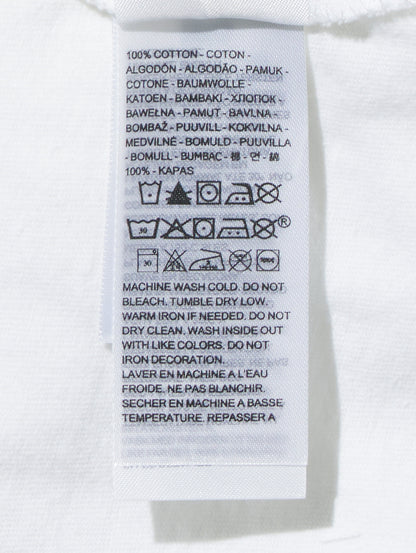 100% COTTON - COTON -
ALGODÓN - ALGODÃO - PAMUK -
COTONE - BAUMWOLLE -
KATOEN - BAMBAKI - ХЛОПОК -
BAWEŁNA - PAMUT - BAVLNA -
BOMBAŽ - PUUVILL - KOKVILNA -
MEDVILNĖ - BOMULD - PUUVILLA
- BOMULL - BUMBAC - 棉 - 면 - 綿
100% - KAPAS
30 ®
30
MACHINE WASH COLD. DO NOT
BLEACH. TUMBLE DRY LOW.
WARM IRON IF NEEDED. DO NOT
DRY CLEAN. WASH INSIDE OUT
WITH LIKE COLORS. DO NOT
IRON DECORATION.
LAVER EN MACHINE A L'EAU
FROIDE. NE PAS BLANCHIR.
SECHER EN MACHINE A BASSE
TEMPERATURE. REPASSER A